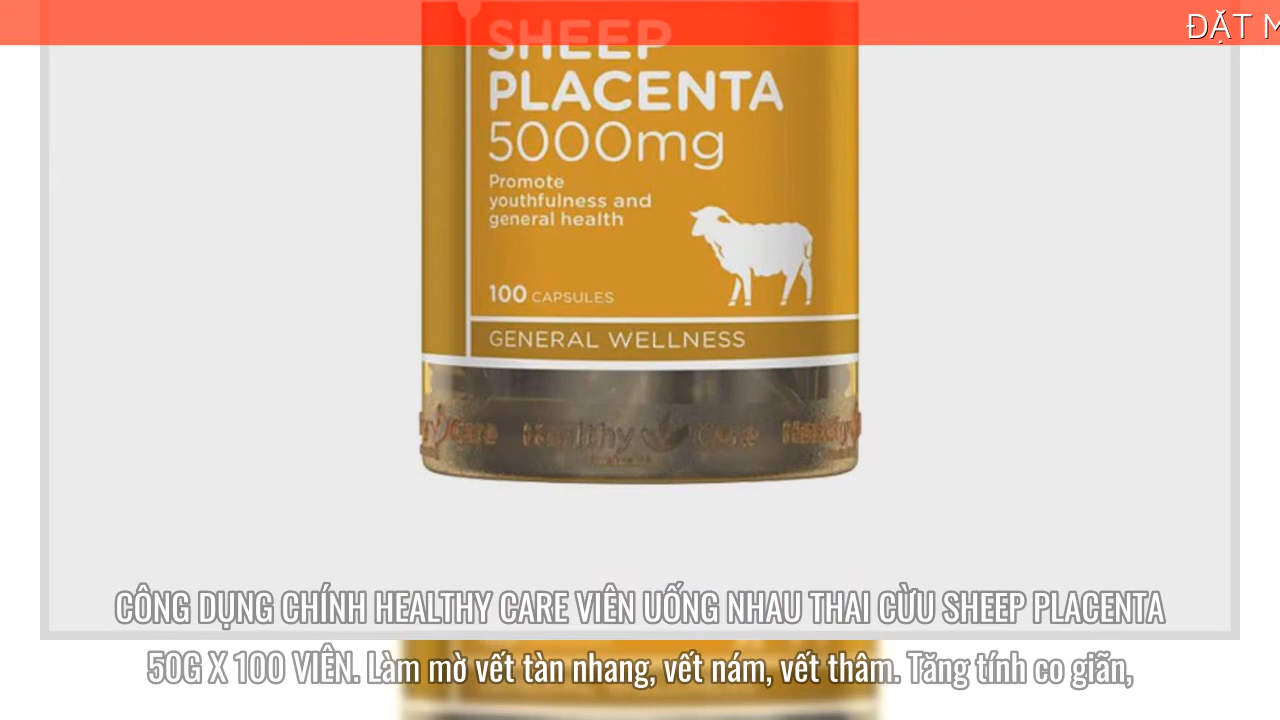 ĐẶT M
SHEEP
PLACENTA
5000mg
Promote
youthfulness and
general health
100 CAPSULES
GENERAL WELLNESS
Care Healthy Care Healthy
CÔNG DỤNG CHÍNH HEALTHY CARE VIÊN UỐNG NHAU THAI CỪU SHEEP PLACENTA
50G X 100 VIÊN. Làm mờ vết tàn nhang, vết nám, vết thâm. Tăng tính co giãn,